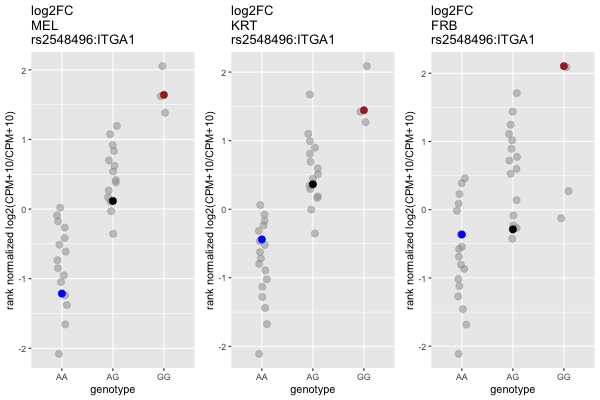 log2FC
MEL
rs2548496:ITGA1
rank normalized log2(CPM+10/CPM+10)
2
1
0
-1
-2
AA
AG
GG
genotype
log2FC
KRT
rs2548496:ITGA1
rank normalized log2(CPM+10/CPM+10)
2
1
0
-1
-2
AA
AG
GG
genotype
log2FC
FRB
rs2548496:ITGA1
rank normalized log2(CPM+10/CPM+10)
2
1
0
-1
-2
AA
AG
GG
genotype